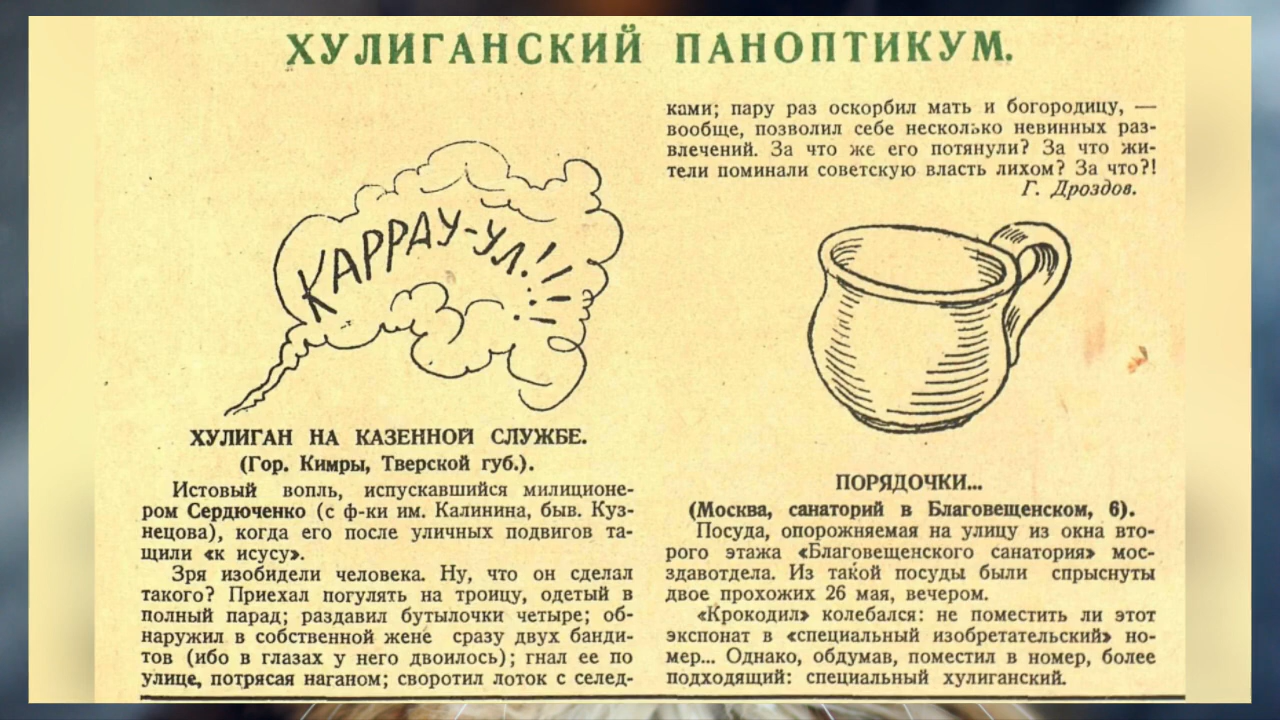 ХУЛИГАНСКИЙ ПАНОПТИКУМ.
КАРРАУ-УЛ!
ХУЛИГАН НА КАЗЕННОЙ СЛУЖБЕ.
(Гор. Кимры, Тверской губ.).
Истовый вопль, испускавшийся милиционе-
ром Сердюченко (с ф-ки им. Калинина, быв. Куз-
нецова), когда его после уличных подвигов та-
щили «к исусу».
Зря изобидели человека. Ну, что он сделал
такого? Приехал погулять на троицу, одетый в
полный парад; раздавил бутылочки четыре; об-
наружил в собственной жене сразу двух банди-
тов (ибо в глазах у него двоилось); гнал ее по
улице, потрясая наганом; своротил лоток с селед-
ками; пару раз оскорбил мать и богородицу, —
вообще, позволил себе несколько невинных раз-
влечений. За что же его потянули? За что жи-
тели поминали советскую власть лихом? За что?!
Г. Дроздов.
ПОРЯДОЧКИ...
(Москва, санаторий в Благовещенском, 6).
Посуда, опорожняемая на улицу из окна вто-
рого этажа «Благовещенского санатория» мос-
здавотдела. Из такой посуды были спрыснуты
двое прохожих 26 мая, вечером.
«Крокодил» колебался: не поместить ли этот
экспонат в «специальный изобретательский» но-
мер... Однако, обдумав, поместил в номер, более
подходящий: специальный хулиганский.